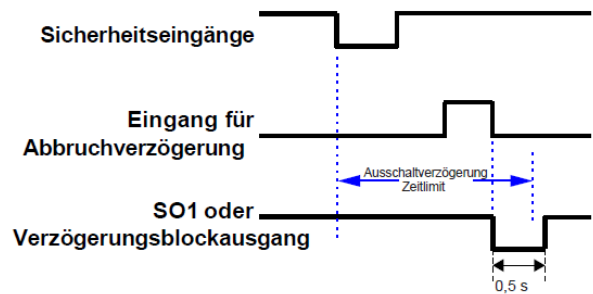 Sicherheitseingänge
Eingang für
Abbruchverzögerung
Ausschaltverzögerung
Zeitlimit
SO1 oder
Verzögerungsblockausgang
0,5 s